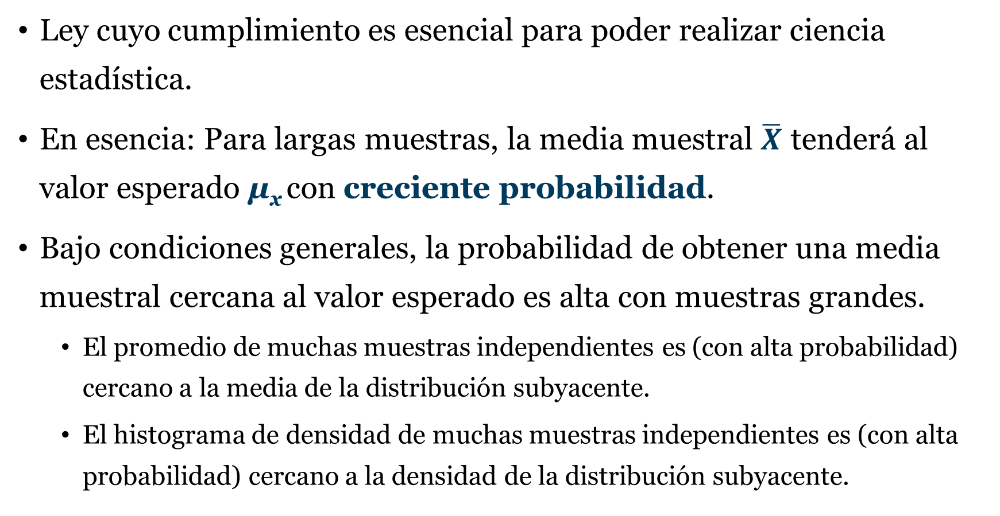 • Ley cuyo cumplimiento es esencial para poder realizar ciencia
estadística.
• En esencia: Para largas muestras, la media muestral X̅ tenderá al
valor esperado μₓ con creciente probabilidad.
• Bajo condiciones generales, la probabilidad de obtener una media
muestral cercana al valor esperado es alta con muestras grandes.
• El promedio de muchas muestras independientes es (con alta probabilidad)
cercano a la media de la distribución subyacente.
• El histograma de densidad de muchas muestras independientes es (con alta
probabilidad) cercano a la densidad de la distribución subyacente.